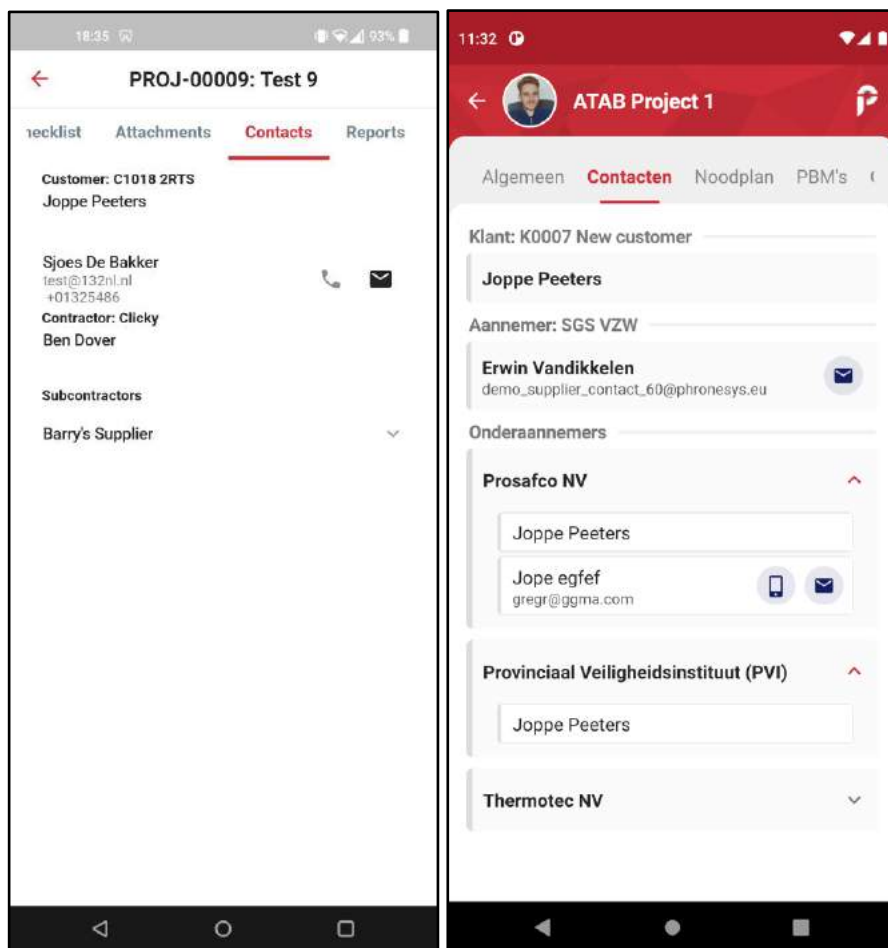 18:35 93%
PROJ-00009: Test 9
hecklist Attachments Contacts Reports
Customer: C1018 2RTS
Joppe Peeters
Sjoes De Bakker
test@132nl.nl
+01325486
Contractor: Clicky
Ben Dover
Subcontractors
Barry's Supplier
11:32
ATAB Project 1
Algemeen Contacten Noodplan PBM's
Klant: K0007 New customer
Joppe Peeters
Aannemer: SGS VZW
Erwin Vandikkelen
demo_supplier_contact_60@phronesys.eu
Onderaannemers
Prosafco NV
Joppe Peeters
Jope egfef
gregr@ggma.com
Provinciaal Veiligheidsinstituut (PVI)
Joppe Peeters
Thermotec NV